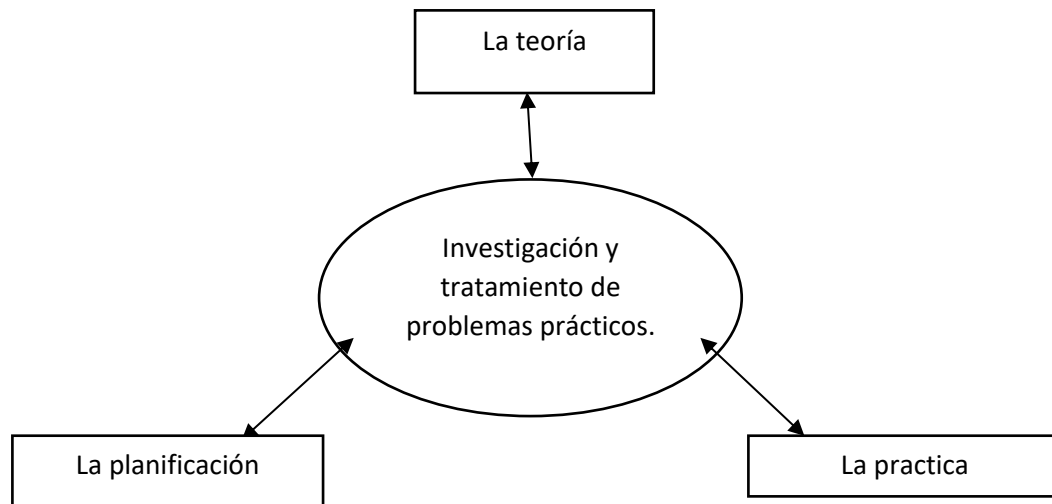 La teoría
Investigación y
tratamiento de
problemas prácticos.
La planificación
La practica